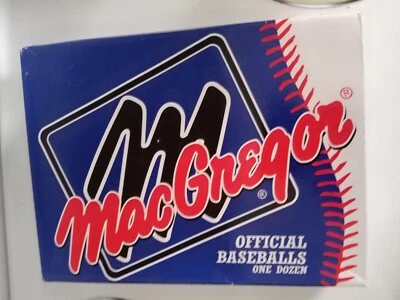 M
MacGregor®
®
OFFICIAL
BASEBALLS
ONE DOZEN